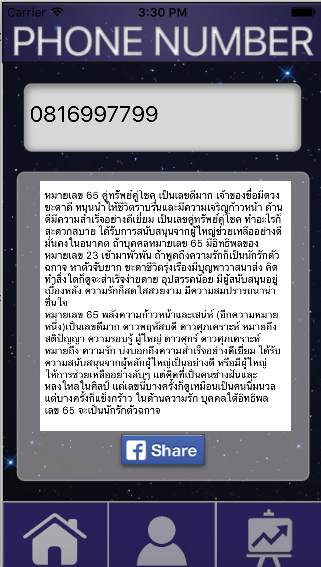 Carrier 3:30 PM
PHONE NUMBER
0816997799
หมายเลข 65 คู่ทรัพย์คู่โชค เป็นเลขดีมาก เจ้าของชื่อมีดวง
ชะตาดี หนุนนำให้ชีวิตราบรื่นและมีความเจริญก้าวหน้า ด้าน
ดีมีความสำเร็จอย่างดีเยี่ยม เป็นเลขคู่ทรัพย์คู่โชค ทำอะไรก็
สะดวกสบาย ได้รับการสนับสนุนจากผู้ใหญ่ช่วยเหลืออย่างดี
มั่นคงในอนาคต ถ้าบุคคลหมายเลข 65 มีอิทธิพลของ
หมายเลข 23 เข้ามาพัวพัน ถ้าพูดถึงความรักก็เป็นนักรักตัว
ฉกาจ หาตัวจับยาก ชะตาชีวิตรุ่งเรืองมีบุญพาวาสนาส่ง คิด
ทำสิ่งใดก็ดูจะสำเร็จง่ายดาย อุปสรรคน้อย มีผู้สนับสนุนอยู่
เบื้องหลัง ความรักก็สดใสสวยงาม มีความสมปรารถนาน่า
ชื่นใจ
หมายเลข 65 พลังความก้าวหน้าและเสน่ห์ (อีกความหมาย
หนึ่ง)เป็นเลขดีมาก ดาวพฤหัสบดี ดาวศุภเคราะห์ หมายถึง
สติปัญญา ความรอบรู้ ผู้ใหญ่ ดาวศุกร์ ดาวศุภเคราะห์
หมายถึง ความรัก บ่งบอกถึงความสำเร็จอย่างดีเยี่ยม ได้รับ
ความสนับสนุนจากผู้หลักผู้ใหญ่เป็นอย่างดี หรือมีผู้ใหญ่
ให้การช่วยเหลืออย่างลับๆ แต่คิดที่เป็นคนช่างฝันและ
หลงใหลในศิลป์ แต่เลขนี้บางครั้งก็ดูเหมือนเป็นคนนิ่มนวล
แต่บางครั้งก็แข็งกร้าว ในด้านความรัก บุคคลใต้อิทธิพล
เลข 65 จะเป็นนักรักตัวฉกาจ
f Share